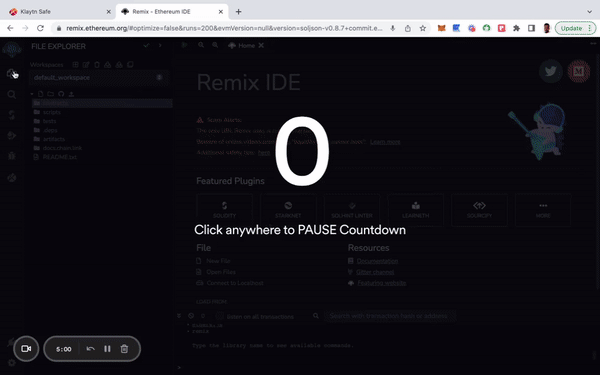 Klaytn Safe
Remix - Ethereum IDE
remix.ethereum.org/#optimize=false&runs=200&evmVersion=null&version=soljson-v0.8.7+commit.e...
Update
FILE EXPLORER
Home
Workspaces
default_workspace
scripts
tests
.deps
artifacts
README.txt
Remix IDE
Scam Alerts:
Learn more
here
0
Featured Plugins
SOLIDITY
STARKNET
SOLHINT LINTER
LEARNETH
SOURCIFY
MORE
Click anywhere to PAUSE Countdown
File
Resources
New File
Documentation
Open Files
Gitter channel
Connect to Localhost
Featuring website
LOAD FROM
0
listen on all transactions
Search with transaction hash or address
Type the library name to see available commands.
>
5:00